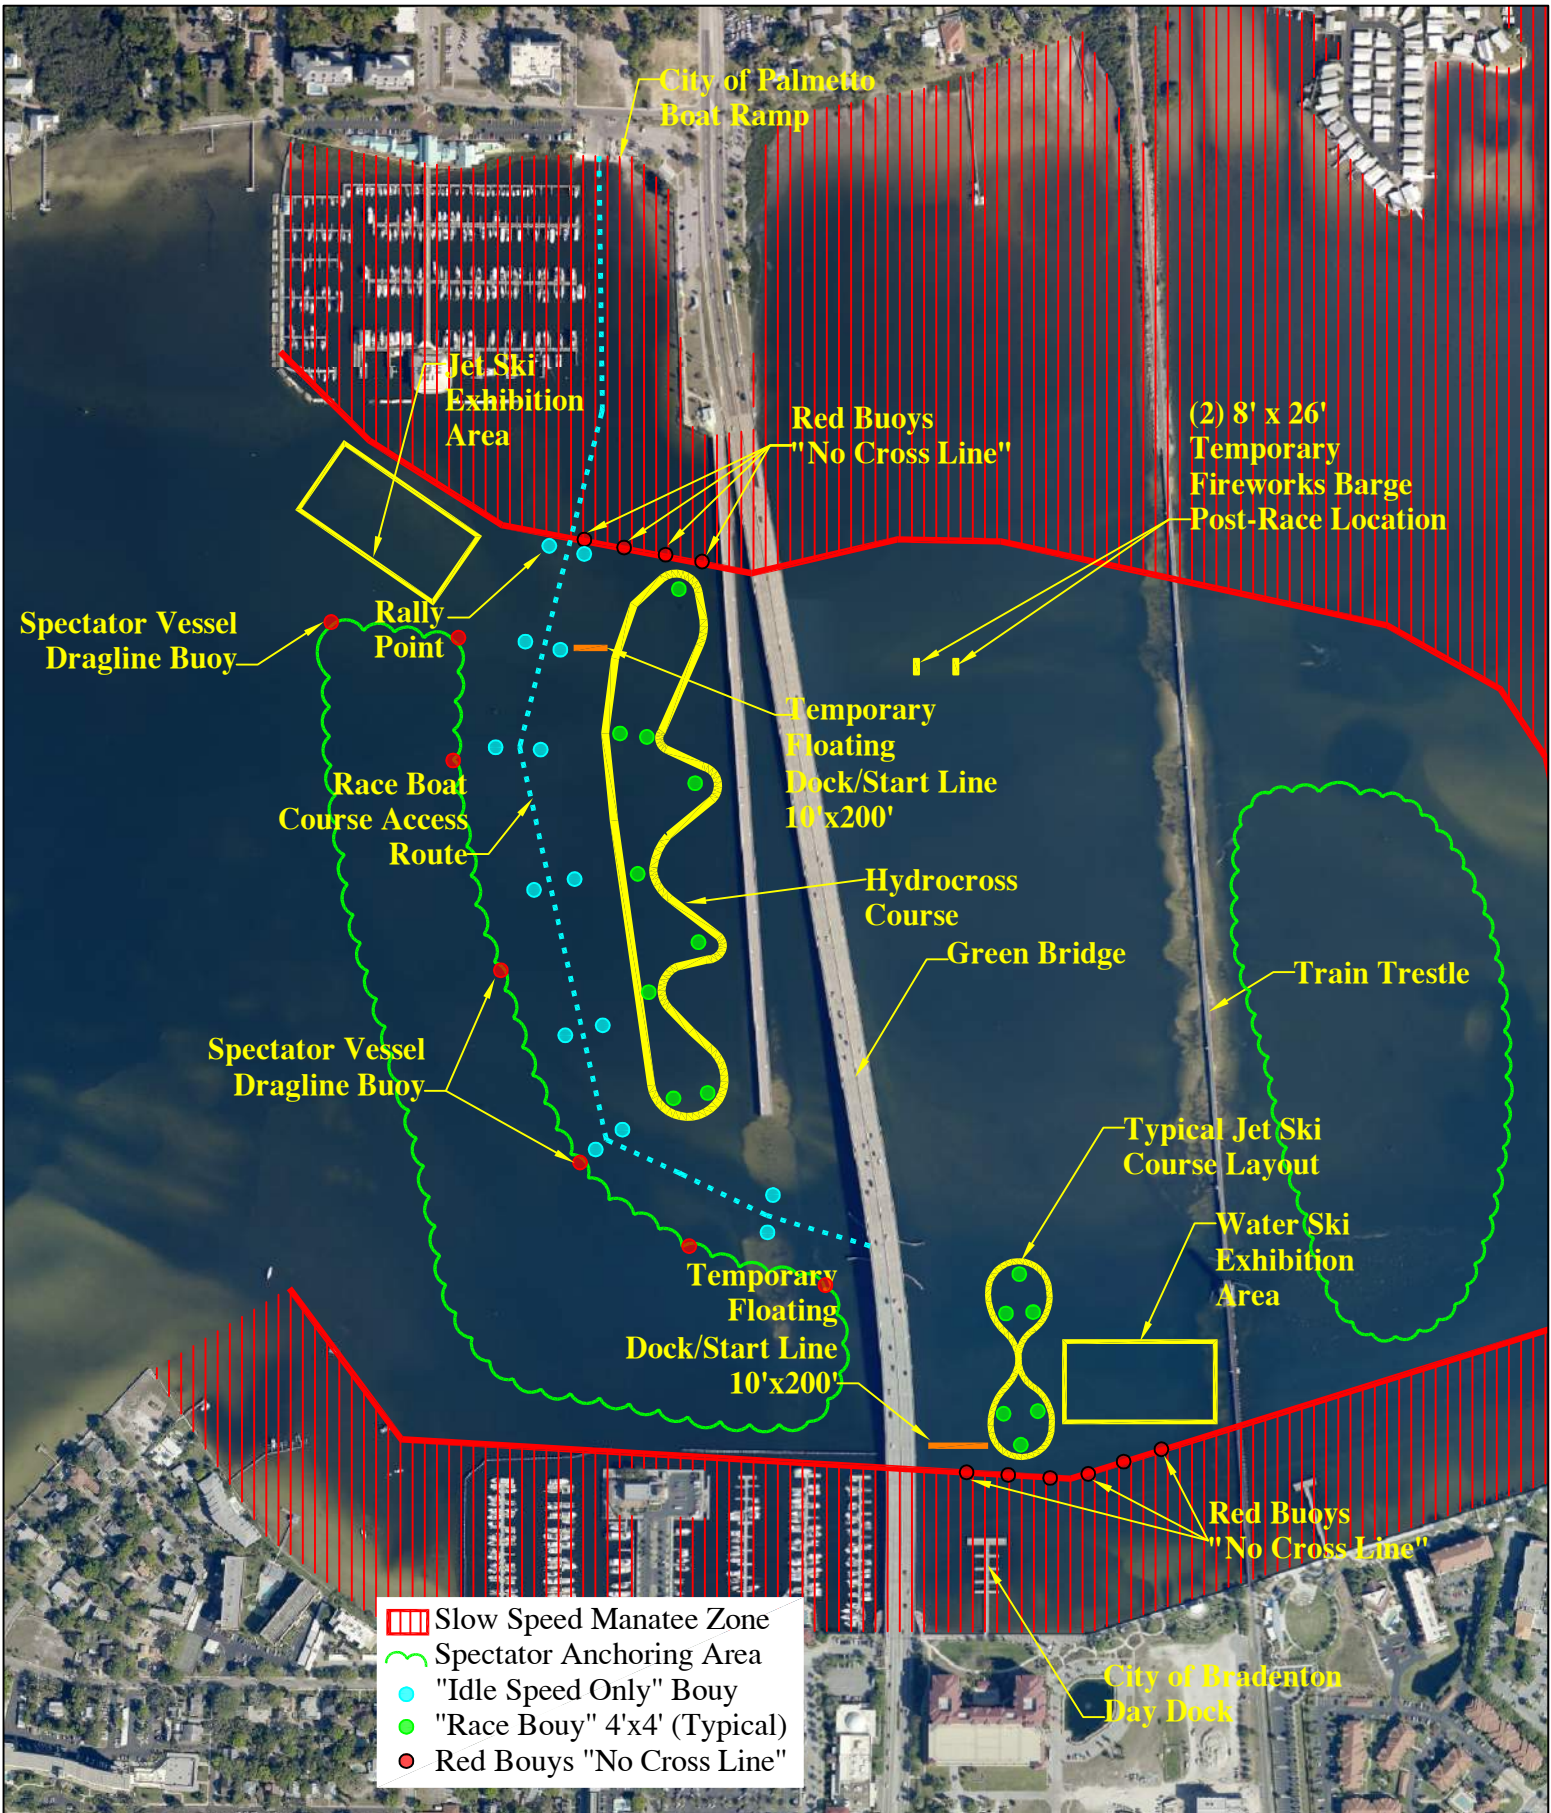 City of Palmetto
Boat Ramp
Jet Ski
Exhibition
Area
Red Buoys
"No Cross Line"
(2) 8' x 26'
Temporary
Fireworks Barge
Post-Race Location
Spectator Vessel
Dragline Buoy
Rally
Point
Temporary
Floating
Dock/Start Line
10'x200'
Race Boat
Course Access
Route
Hydrocross
Course
Green Bridge
Train Trestle
Spectator Vessel
Dragline Buoy
Typical Jet Ski
Course Layout
Water Ski
Exhibition
Area
Temporary
Floating
Dock/Start Line
10'x200'
Red Buoys
"No Cross Line"
City of Bradenton
Day Dock
Slow Speed Manatee Zone
Spectator Anchoring Area
"Idle Speed Only" Bouy
"Race Bouy" 4'x4' (Typical)
Red Bouys "No Cross Line"